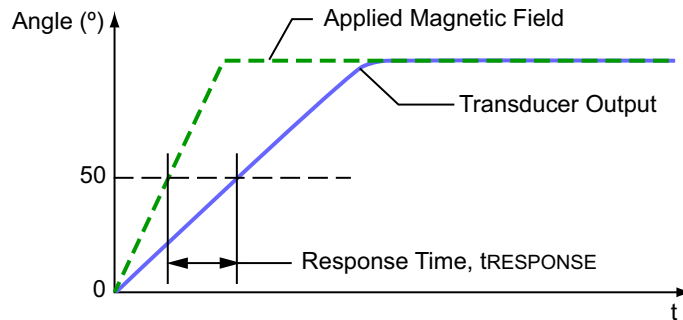 Angle (º)
Applied Magnetic Field
Transducer Output
50
Response Time, tRESPONSE
0
t